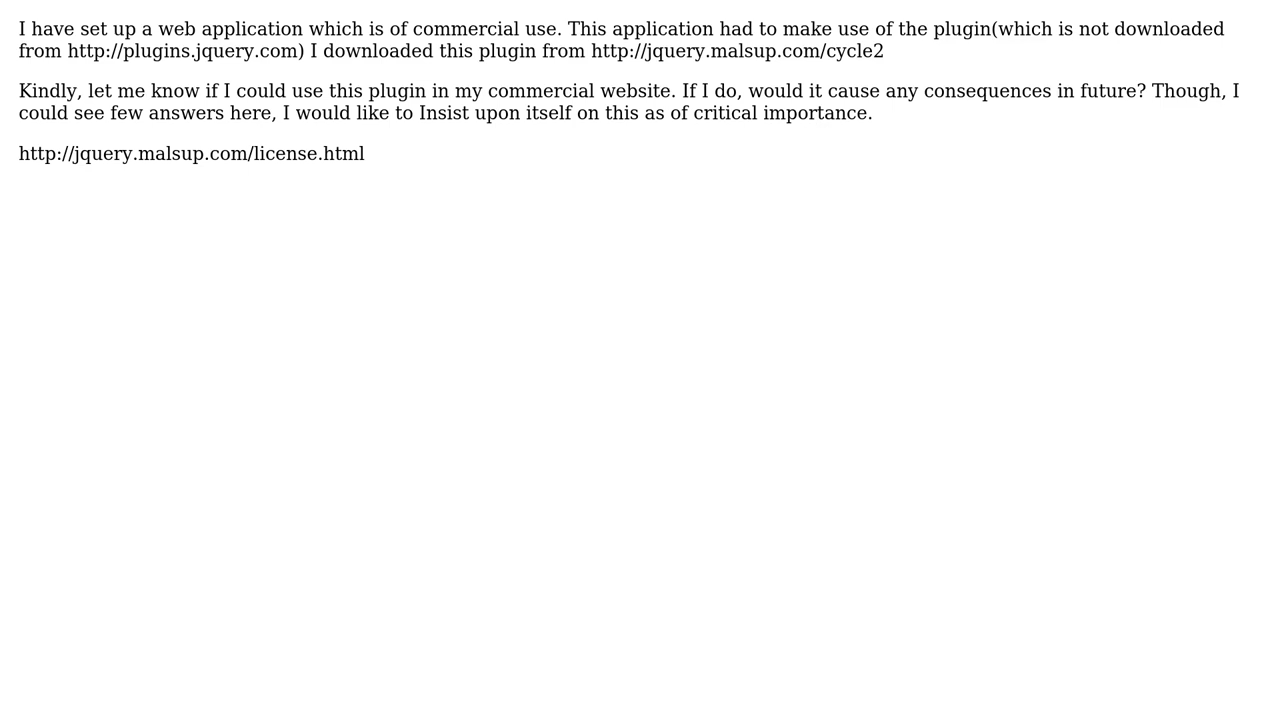 I have set up a web application which is of commercial use. This application had to make use of the plugin(which is not downloaded
from http://plugins.jquery.com) I downloaded this plugin from http://jquery.malsup.com/cycle2
Kindly, let me know if I could use this plugin in my commercial website. If I do, would it cause any consequences in future? Though, I
could see few answers here, I would like to Insist upon itself on this as of critical importance.
http://jquery.malsup.com/license.html